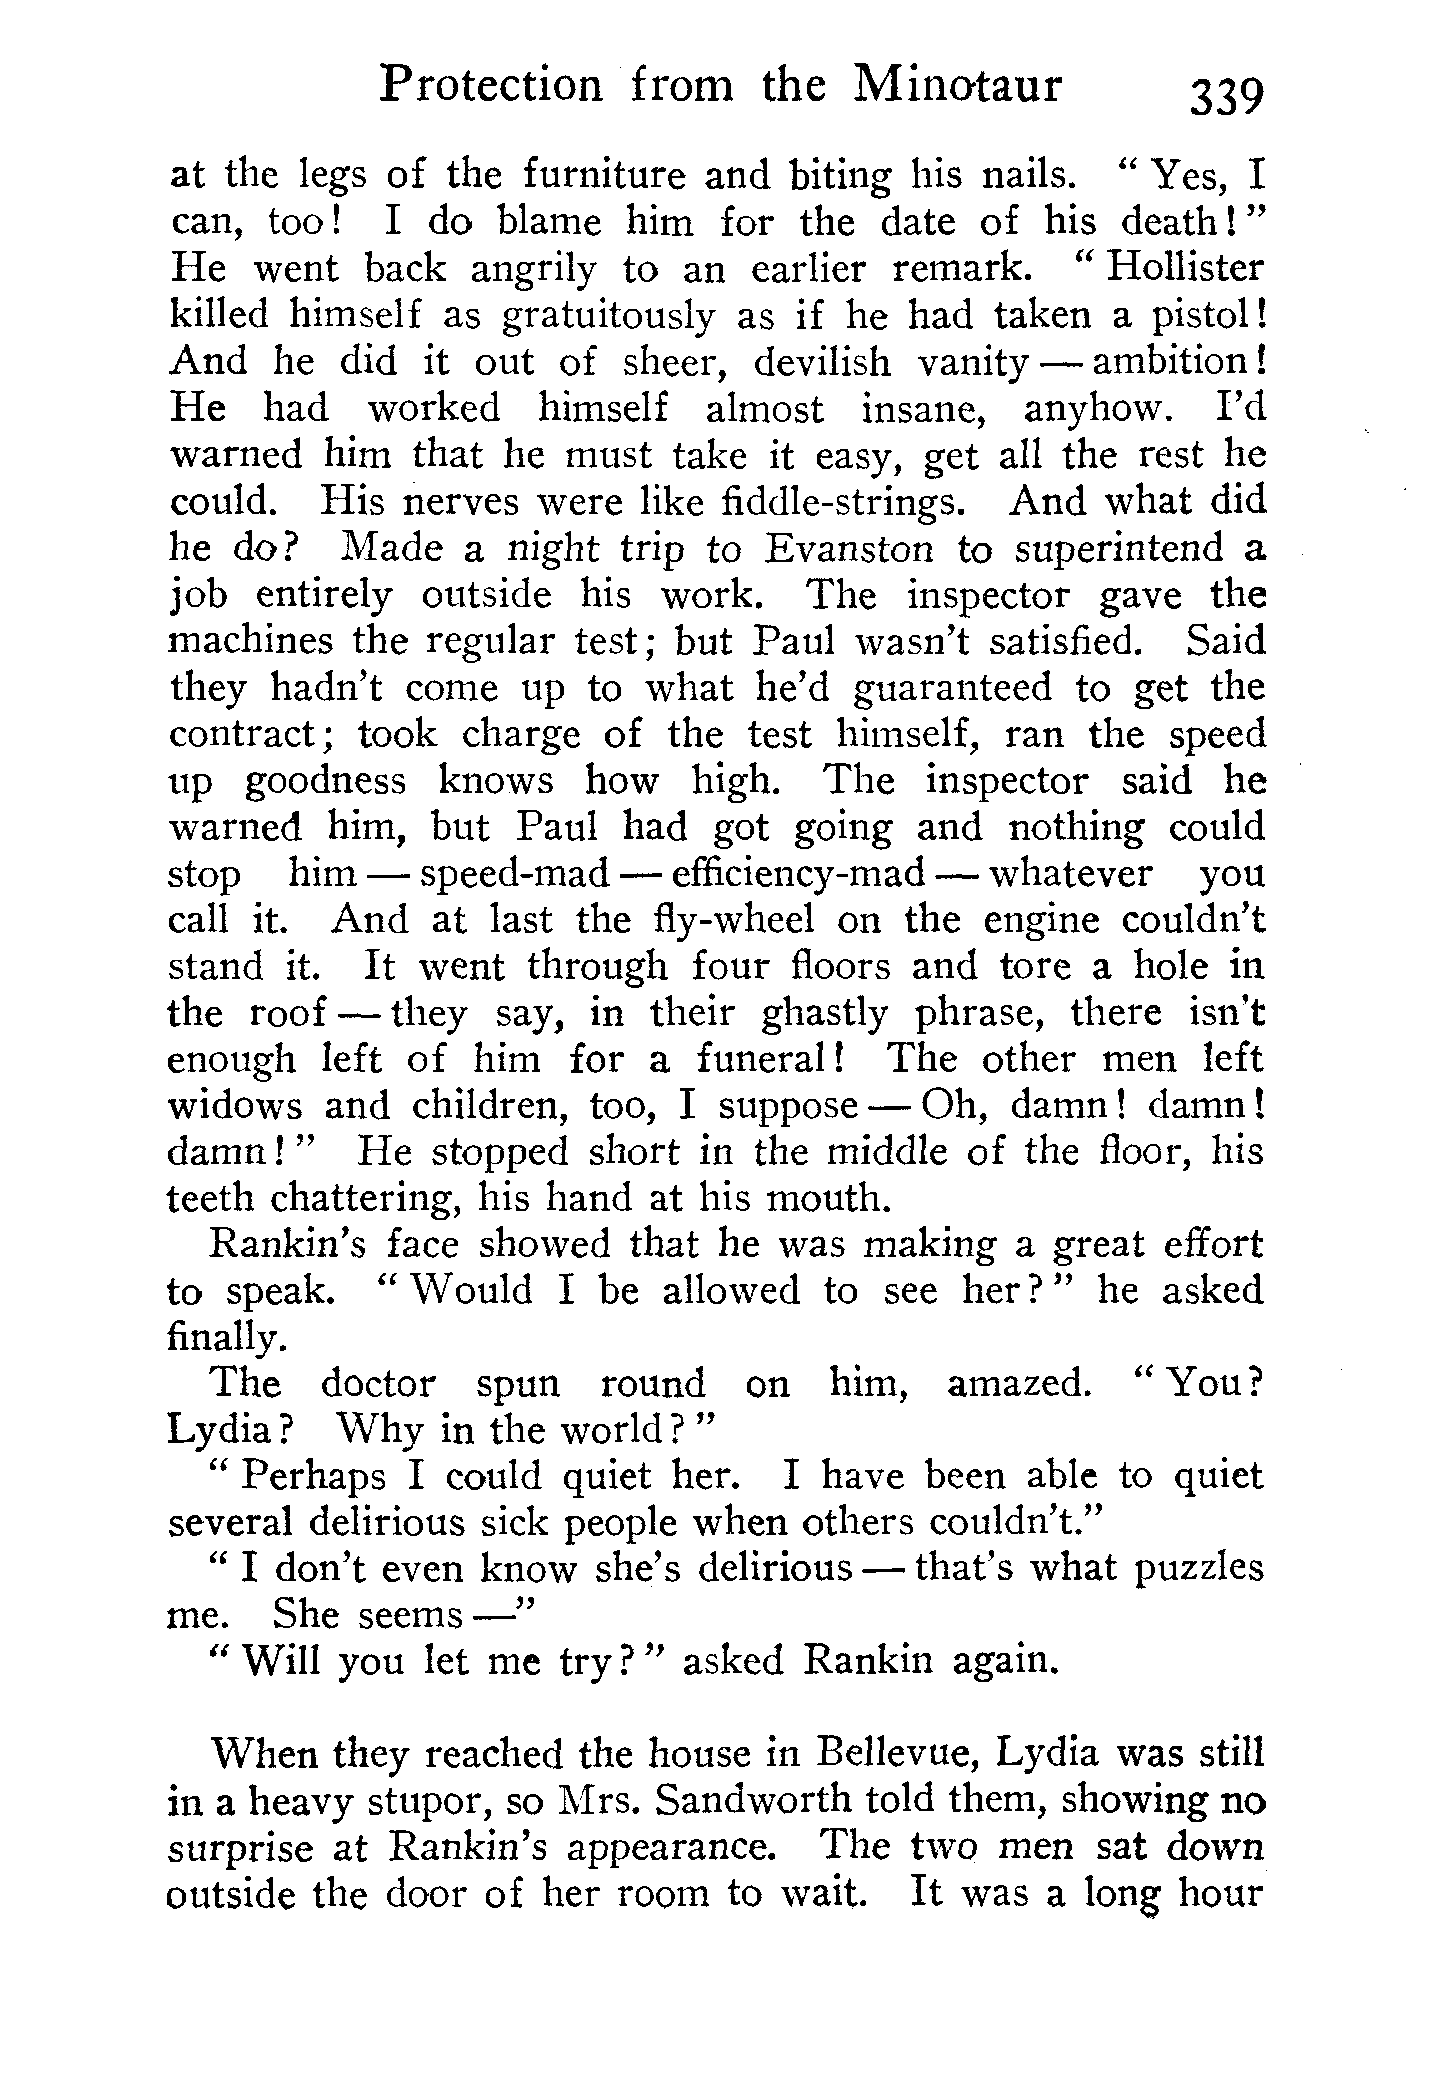 Protection from the Minotaur 339
at the legs of the furniture and biting his nails. “ Yes, I
can, too! I do blame him for the date of his death! ”
He went back angrily to an earlier remark. “ Hollister
killed himself as gratuitously as if he had taken a pistol!
And he did it out of sheer, devilish vanity — ambition!
He had worked himself almost insane, anyhow. I’d
warned him that he must take it easy, get all the rest he
could. His nerves were like fiddle-strings. And what did
he do? Made a night trip to Evanston to superintend a
job entirely outside his work. The inspector gave the
machines the regular test; but Paul wasn’t satisfied. Said
they hadn’t come up to what he’d guaranteed to get the
contract; took charge of the test himself, ran the speed
up goodness knows how high. The inspector said he
warned him, but Paul had got going and nothing could
stop him — speed-mad — efficiency-mad — whatever you
call it. And at last the fly-wheel on the engine couldn’t
stand it. It went through four floors and tore a hole in
the roof — they say, in their ghastly phrase, there isn’t
enough left of him for a funeral! The other men left
widows and children, too, I suppose — Oh, damn! damn!
damn! ” He stopped short in the middle of the floor, his
teeth chattering, his hand at his mouth.
Rankin’s face showed that he was making a great effort
to speak. “ Would I be allowed to see her? ” he asked
finally.
The doctor spun round on him, amazed. “ You?
Lydia? Why in the world? ”
“ Perhaps I could quiet her. I have been able to quiet
several delirious sick people when others couldn’t.”
“ I don’t even know she’s delirious — that’s what puzzles
me. She seems —”
“ Will you let me try? ” asked Rankin again.
When they reached the house in Bellevue, Lydia was still
in a heavy stupor, so Mrs. Sandworth told them, showing no
surprise at Rankin’s appearance. The two men sat down
outside the door of her room to wait. It was a long hour